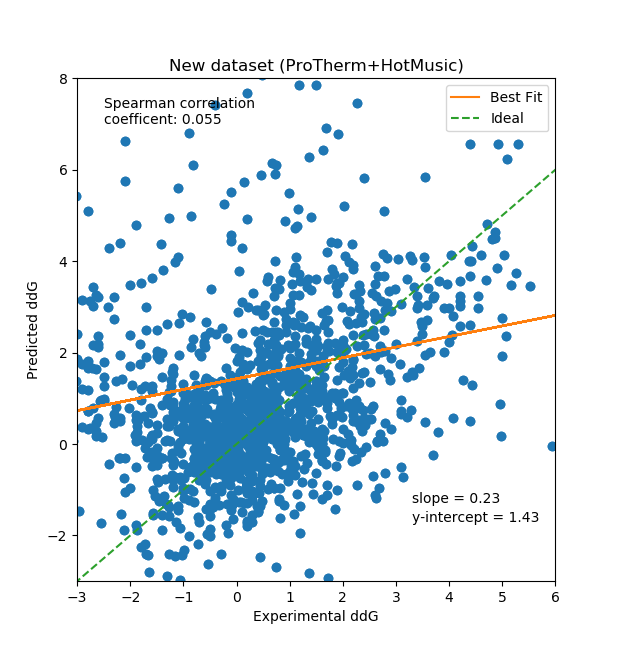 New dataset (ProTherm+HotMusic)
Spearman correlation
coefficent: 0.055
Best Fit
Ideal
8
6
4
2
0
−2
Predicted ddG
slope = 0.23
y-intercept = 1.43
−3 −2 −1 0 1 2 3 4 5 6
Experimental ddG